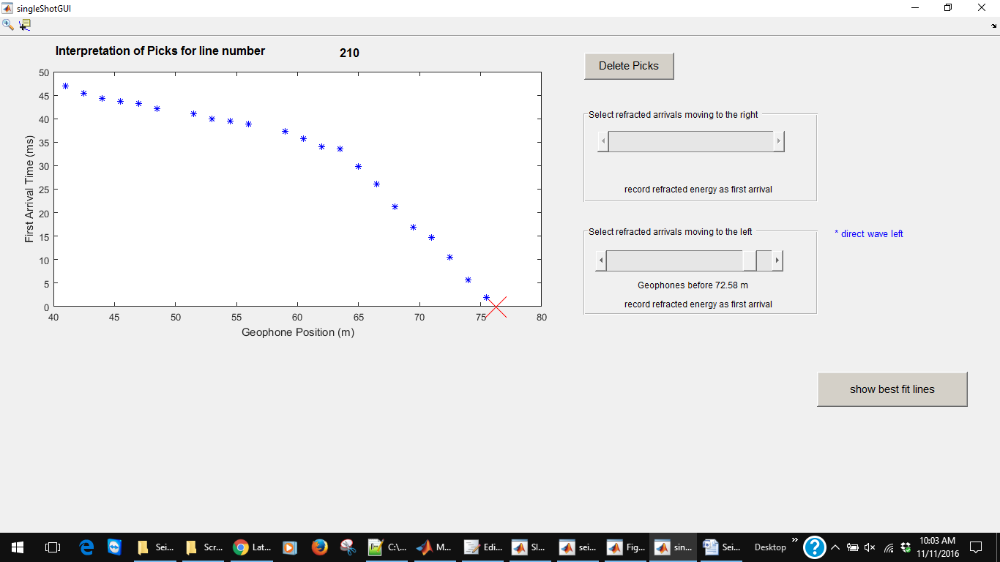 singleShotGUI
Interpretation of Picks for line number 210
50
45
40
35
30
25
20
15
10
5
0
First Arrival Time (ms)
40 45 50 55 60 65 70 75 80
Geophone Position (m)
Delete Picks
Select refracted arrivals moving to the right
record refracted energy as first arrival
Select refracted arrivals moving to the left
* direct wave left
Geophones before 72.58 m
record refracted energy as first arrival
show best fit lines
Sei... Scr... Lat... C:\... M... Edi... Sl... sei... Fig... sin... Sei... Desktop » 10:03 AM
11/11/2016